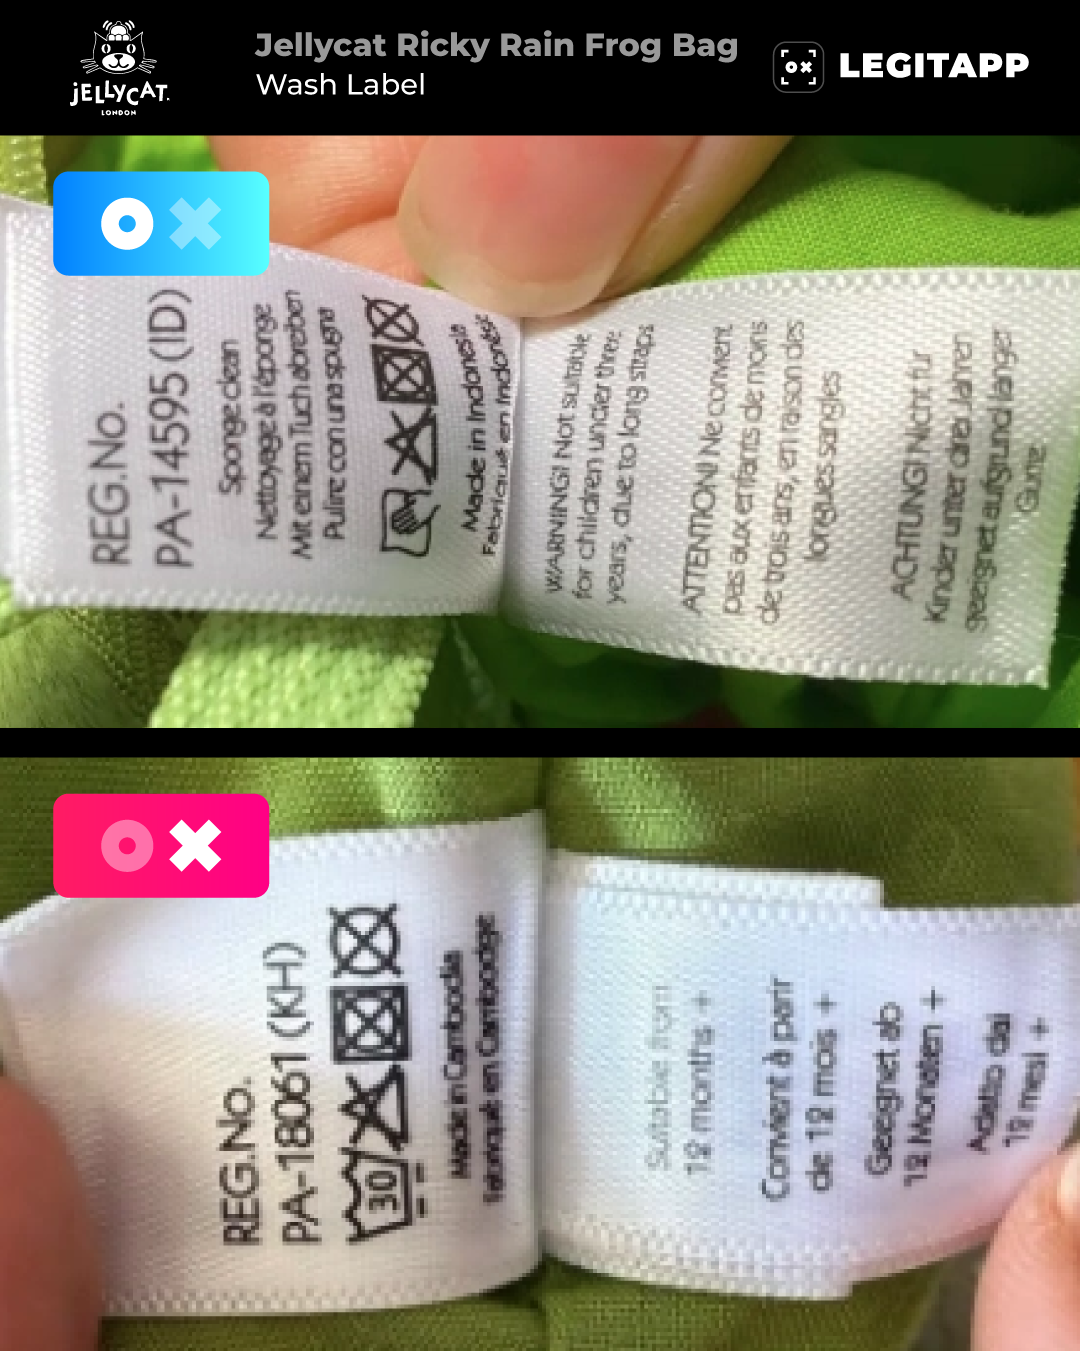 JELLYCAT
LONDON
Jellycat Ricky Rain Frog Bag
Wash Label
LEGITAPP
REG.No.
PA-14595 (ID)
Sponge clean
Nettoyage à l'éponge
Mit einem Tuch abreiben
Pulire con una spugna
Made in Indonesia
Fabriqué en Indonésie
WARNING! Not suitable
for children under three
years, due to long straps
ATTENTION! Ne convient
pas aux enfants de moins
de trois ans, en raison des
longues sangles
ACHTUNG! Nicht für
Kinder unter drei Jahren
geeignet aufgrund langer
Gurte
REG.No.
PA-18061 (KH)
30
Made in Cambodia
Fabriqué en Cambodge
Suitable from
12 months +
Convient à parir
de 12 mois +
Geeignet ab
12 Monaten +
Adatto dai
12 mesi +